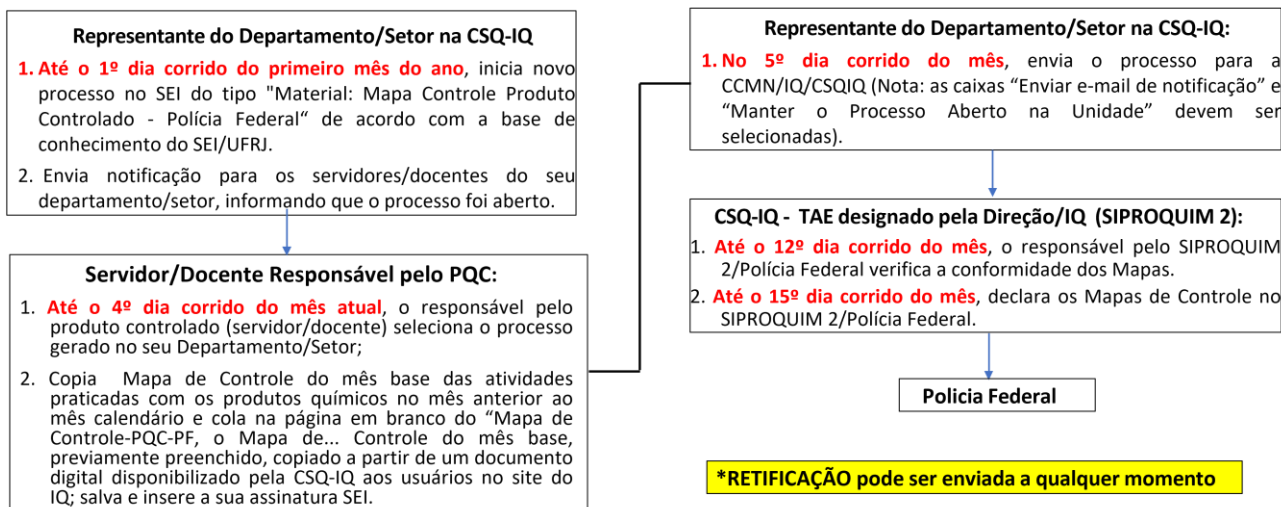 Representante do Departamento/Setor na CSQ-IQ
1. Até o 1º dia corrido do primeiro mês do ano, inicia novo
processo no SEI do tipo "Material: Mapa Controle Produto
Controlado - Polícia Federal“ de acordo com a base de
conhecimento do SEI/UFRJ.
2. Envia notificação para os servidores/docentes do seu
departamento/setor, informando que o processo foi aberto.
Servidor/Docente Responsável pelo PQC:
1. Até o 4º dia corrido do mês atual, o responsável pelo
produto controlado (servidor/docente) seleciona o processo
gerado no seu Departamento/Setor;
2. Copia Mapa de Controle do mês base das atividades
praticadas com os produtos químicos no mês anterior ao
mês calendário e cola na página em branco do “Mapa de
Controle-PQC-PF, o Mapa de... Controle do mês base,
previamente preenchido, copiado a partir de um documento
digital disponibilizado pela CSQ-IQ aos usuários no site do
IQ; salva e insere a sua assinatura SEI.
Representante do Departamento/Setor na CSQ-IQ:
1. No 5º dia corrido do mês, envia o processo para a
CCMN/IQ/CSQIQ (Nota: as caixas “Enviar e-mail de notificação” e
“Manter o Processo Aberto na Unidade” devem ser
selecionadas).
CSQ-IQ - TAE designado pela Direção/IQ (SIPROQUIM 2):
1. Até o 12º dia corrido do mês, o responsável pelo SIPROQUIM
2/Polícia Federal verifica a conformidade dos Mapas.
2. Até o 15º dia corrido do mês, declara os Mapas de Controle no
SIPROQUIM 2/Polícia Federal.
Policia Federal
*RETIFICAÇÃO pode ser enviada a qualquer momento